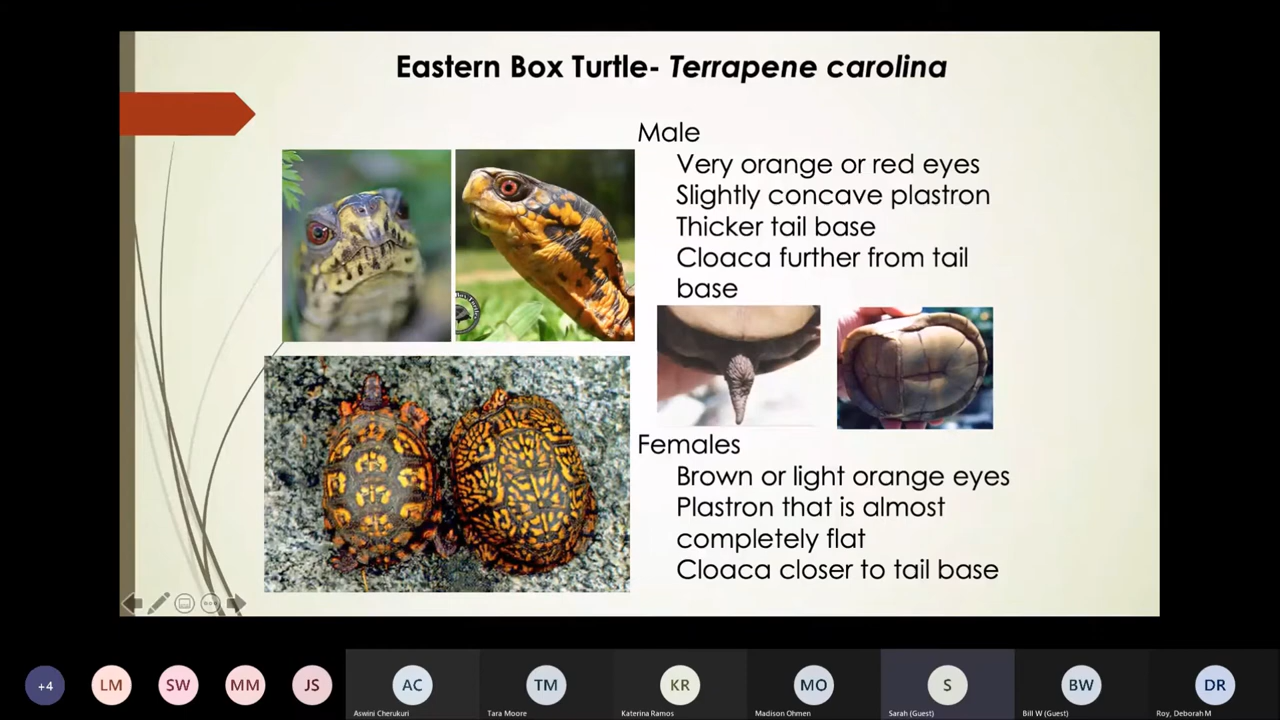 Eastern Box Turtle- Terrapene carolina
Male
Very orange or red eyes
Slightly concave plastron
Thicker tail base
Cloaca further from tail
base
Females
Brown or light orange eyes
Plastron that is almost
completely flat
Cloaca closer to tail base
+4
LM
SW
MM
JS
AC
TM
KR
MO
S
BW
DR
Aswini Cherukuri
Tara Moore
Katerina Ramos
Madison Ohmen
Sarah (Guest)
Bill W (Guest)
Roy, Deborah M